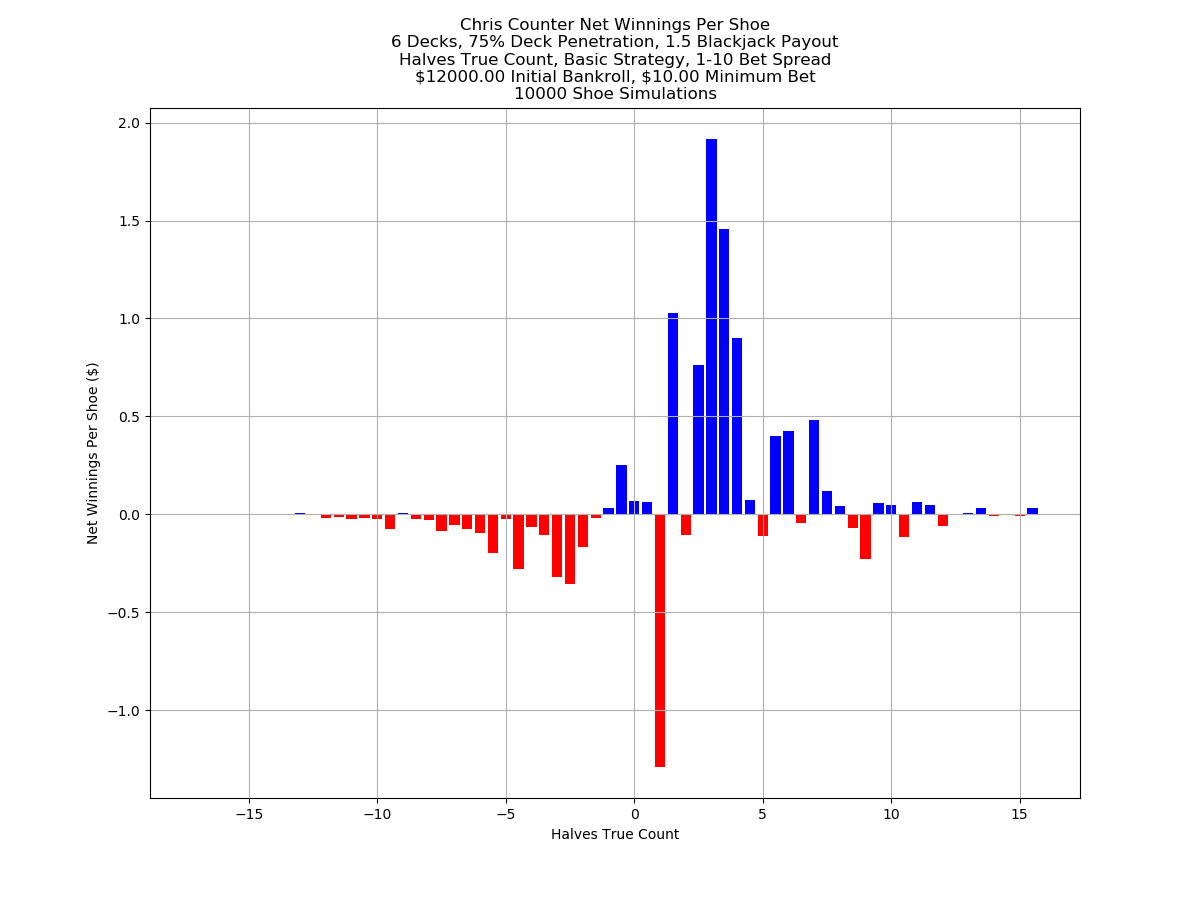 Chris Counter Net Winnings Per Shoe
6 Decks, 75% Deck Penetration, 1.5 Blackjack Payout
Halves True Count, Basic Strategy, 1-10 Bet Spread
$12000.00 Initial Bankroll, $10.00 Minimum Bet
10000 Shoe Simulations
Net Winnings Per Shoe ($)
2.0
1.5
1.0
0.5
0.0
−0.5
−1.0
−15 −10 −5 0 5 10 15
Halves True Count